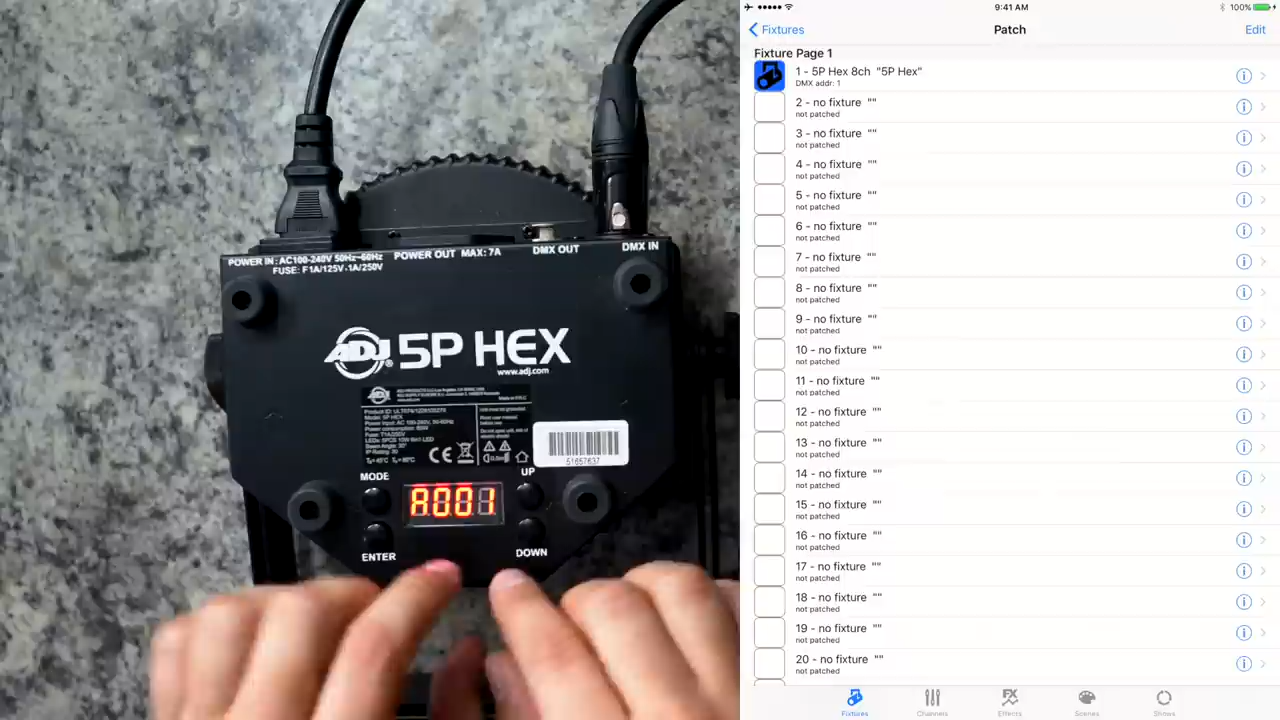 POWER IN : AC100-240V 50Hz~60Hz
FUSE: F1A/125V ,1A/250V
POWER OUT MAX: 7A
DMX OUT
DMX IN
ADJ 5P HEX
www.adj.com
Model: 5P HEX
51657637
MODE
UP
A001
ENTER
DOWN
9:41 AM
100%
Fixtures
Patch
Edit
Fixture Page 1
1 - 5P Hex 8ch "5P Hex"
DMX addr: 1
2 - no fixture ""
not patched
3 - no fixture ""
not patched
4 - no fixture ""
not patched
5 - no fixture ""
not patched
6 - no fixture ""
not patched
7 - no fixture ""
not patched
8 - no fixture ""
not patched
9 - no fixture ""
not patched
10 - no fixture ""
not patched
11 - no fixture ""
not patched
12 - no fixture ""
not patched
13 - no fixture ""
not patched
14 - no fixture ""
not patched
15 - no fixture ""
not patched
16 - no fixture ""
not patched
17 - no fixture ""
not patched
18 - no fixture ""
not patched
19 - no fixture ""
not patched
20 - no fixture ""
not patched
Fixtures
Channels
FX
Effects
Scenes
Shows